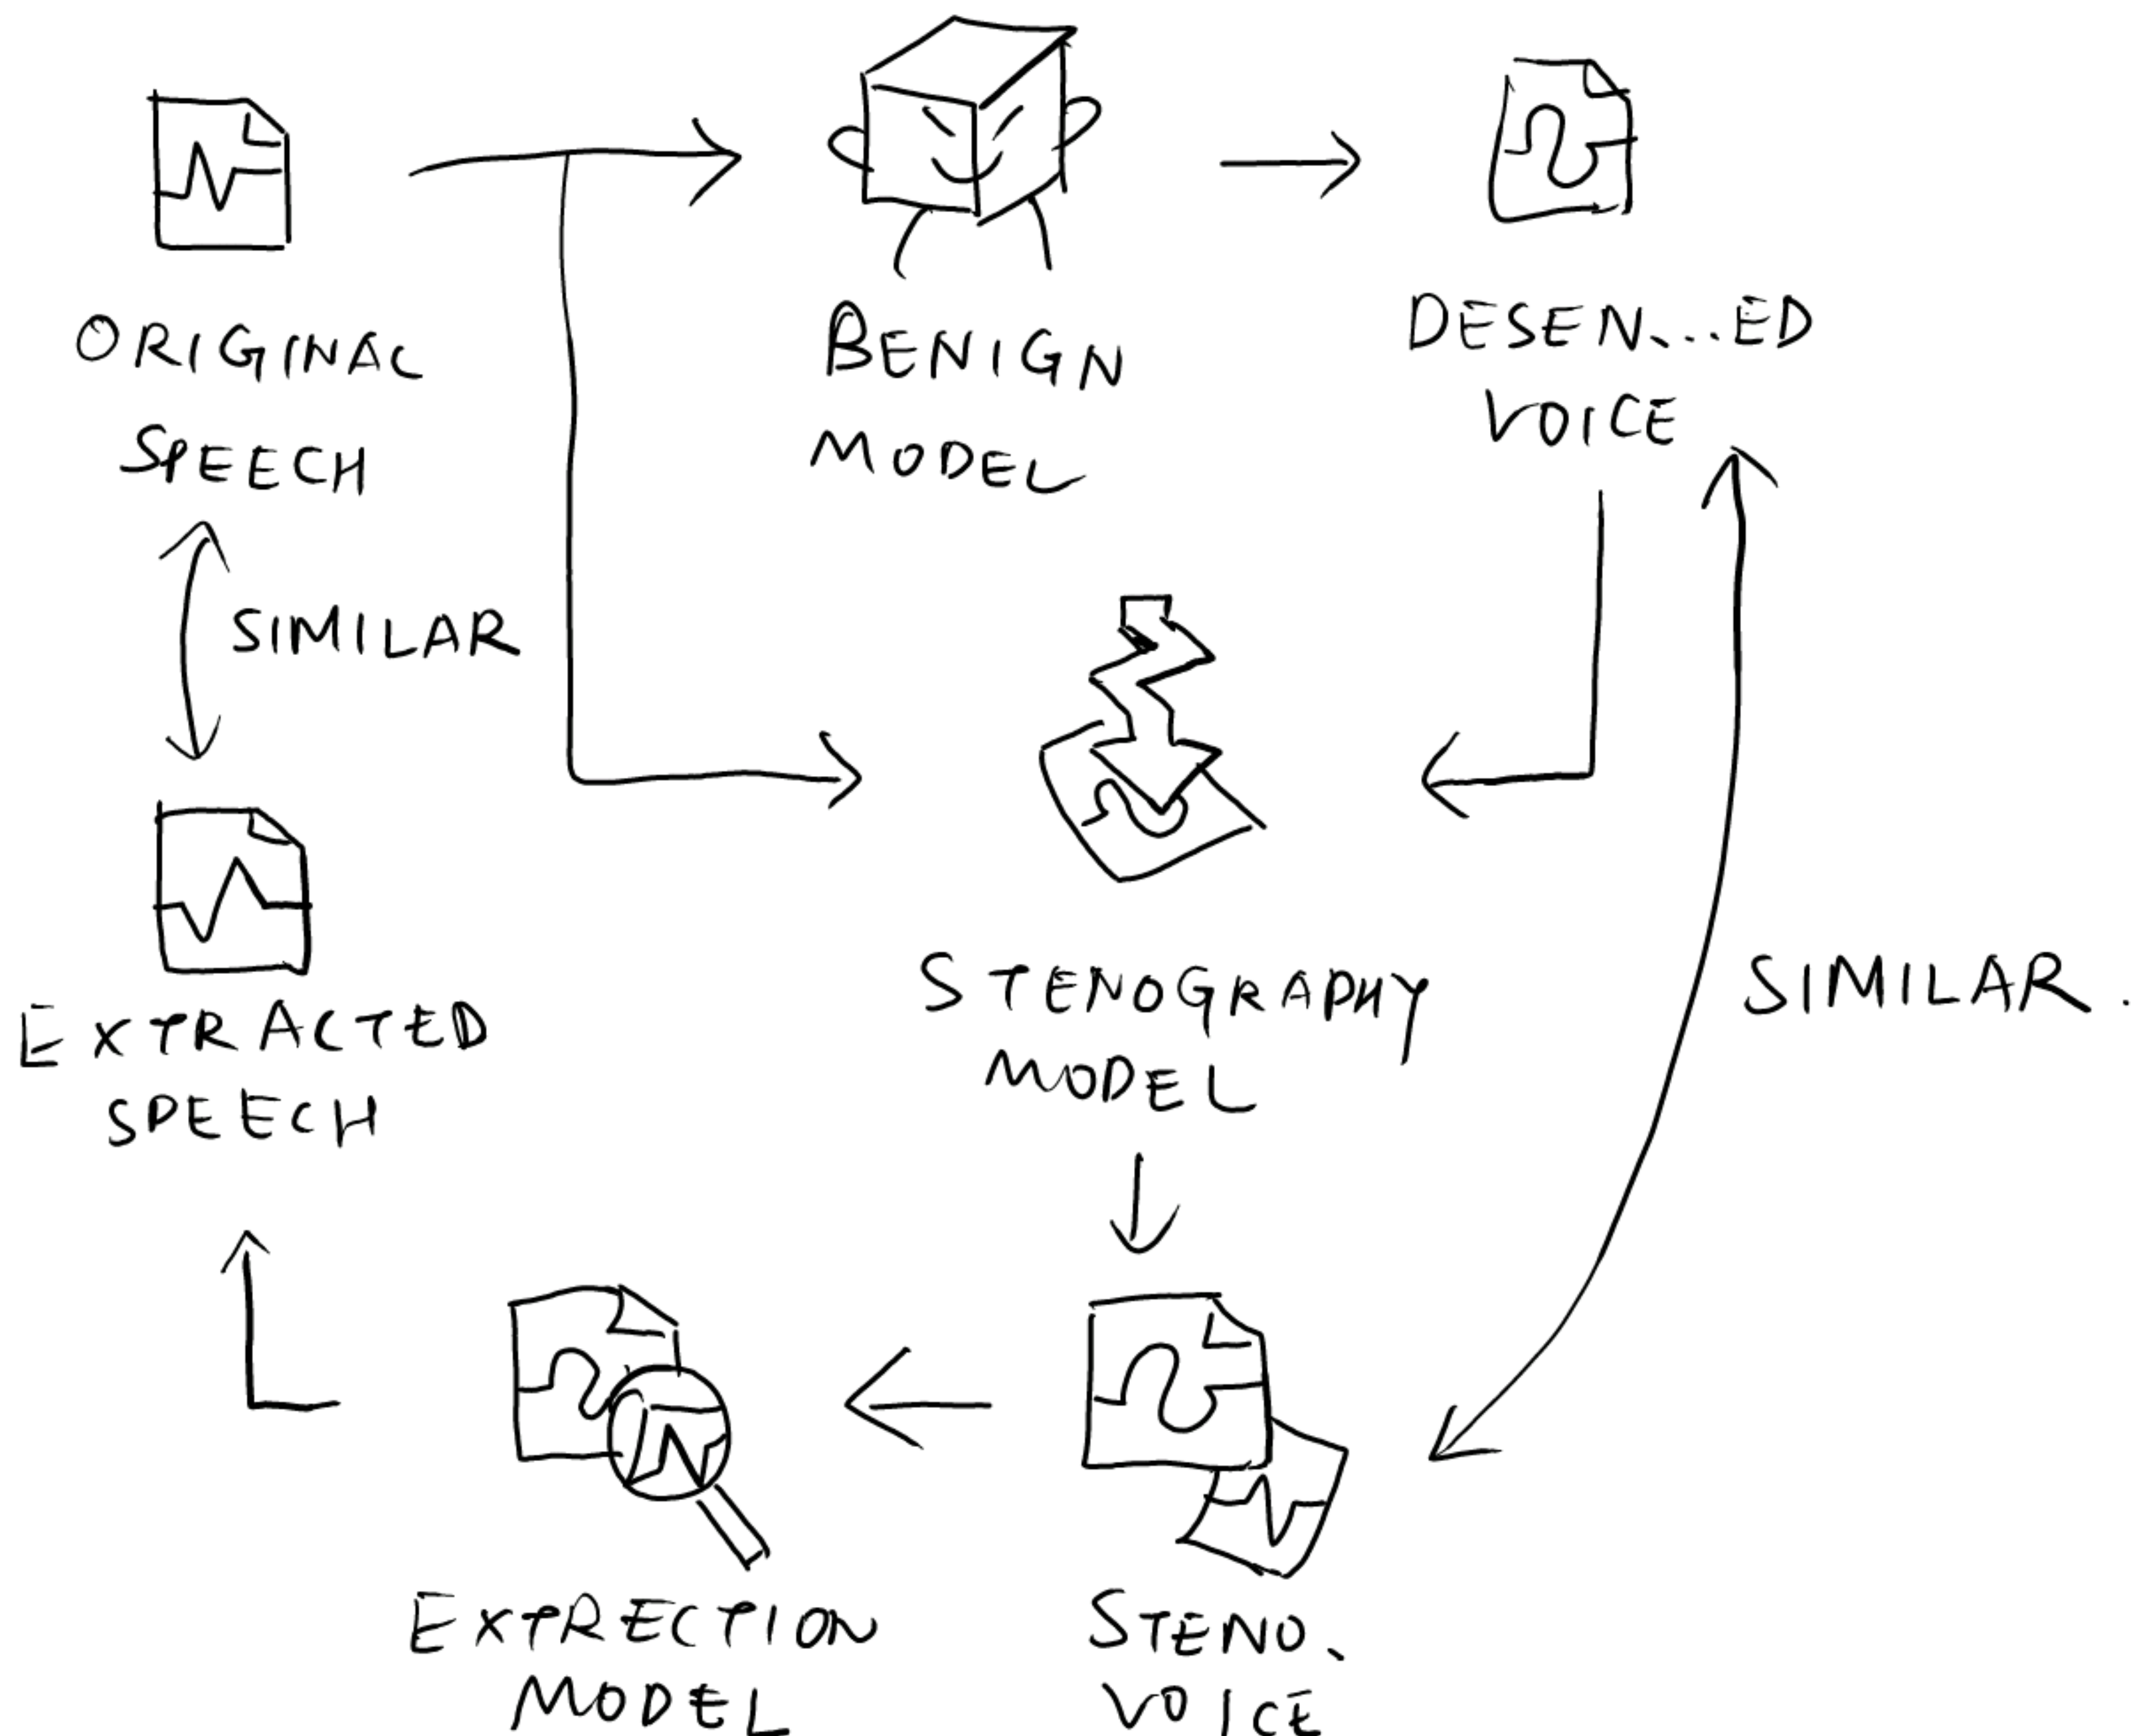 ORIGINAL
SPEECH
BENIGN
MODEL
DESEN...ED
VOICE
SIMILAR
EXTRACTED
SPEECH
STENOGRAPHY
MODEL
SIMILAR.
EXTRECTION
MODEL
STENO.
VOICE